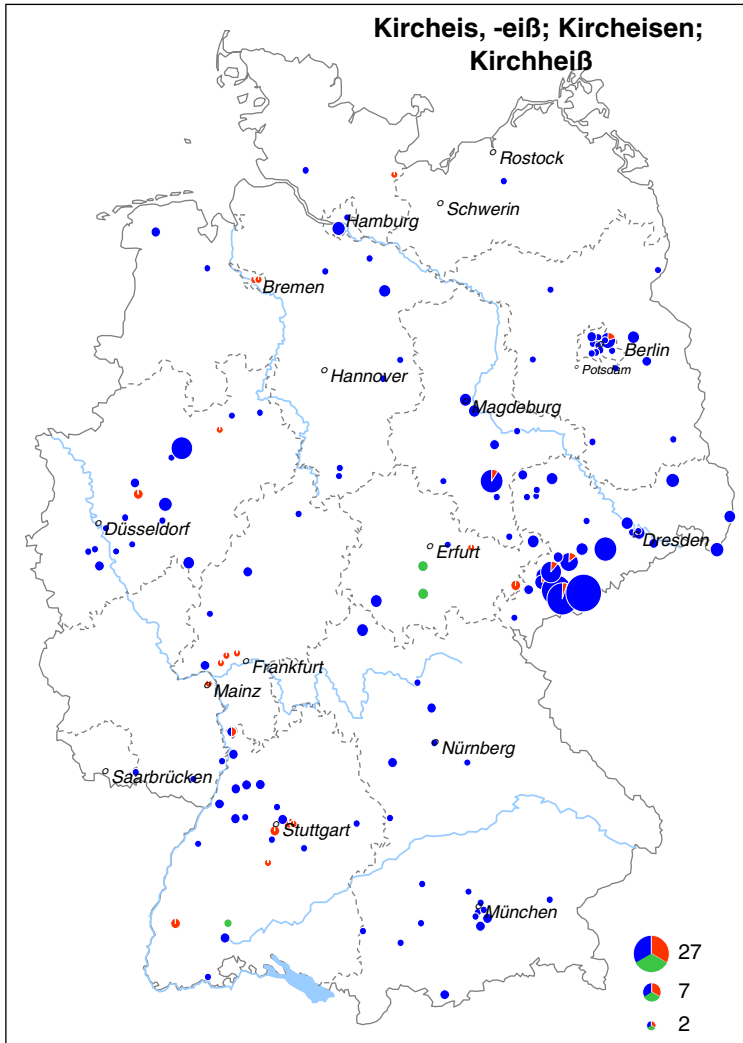 Kircheis, -eiß; Kircheisen;
Kirchheiß
Rostock
Schwerin
Hamburg
Bremen
Berlin
Potsdam
Hannover
Magdeburg
Düsseldorf
Dresden
Erfurt
Frankfurt
Mainz
Nürnberg
Saarbrücken
Stuttgart
München
27
7
2